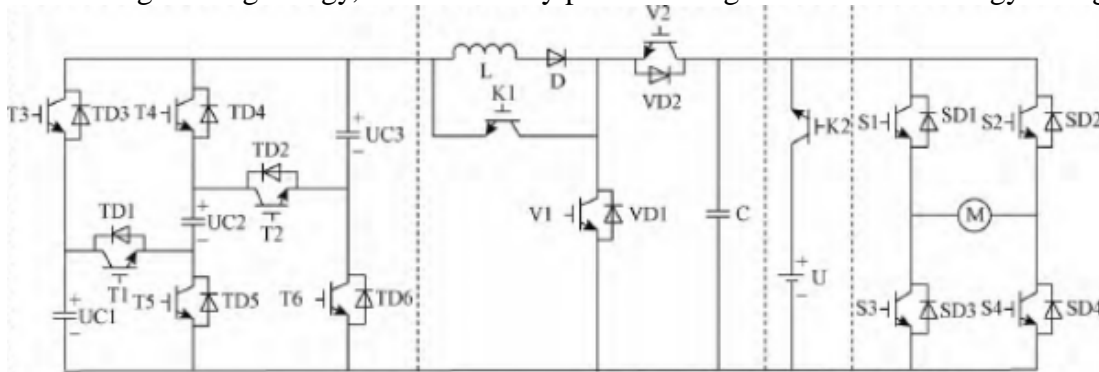 V2
L
D
K1
VD2
T3
TD3
T4
TD4
UC3
K2
S1
SD1
S2
SD2
TD2
T2
TD1
UC2
V1
VD1
C
M
T1
T5
TD5
T6
TD6
U
UC1
S3
SD3
S4
SD4